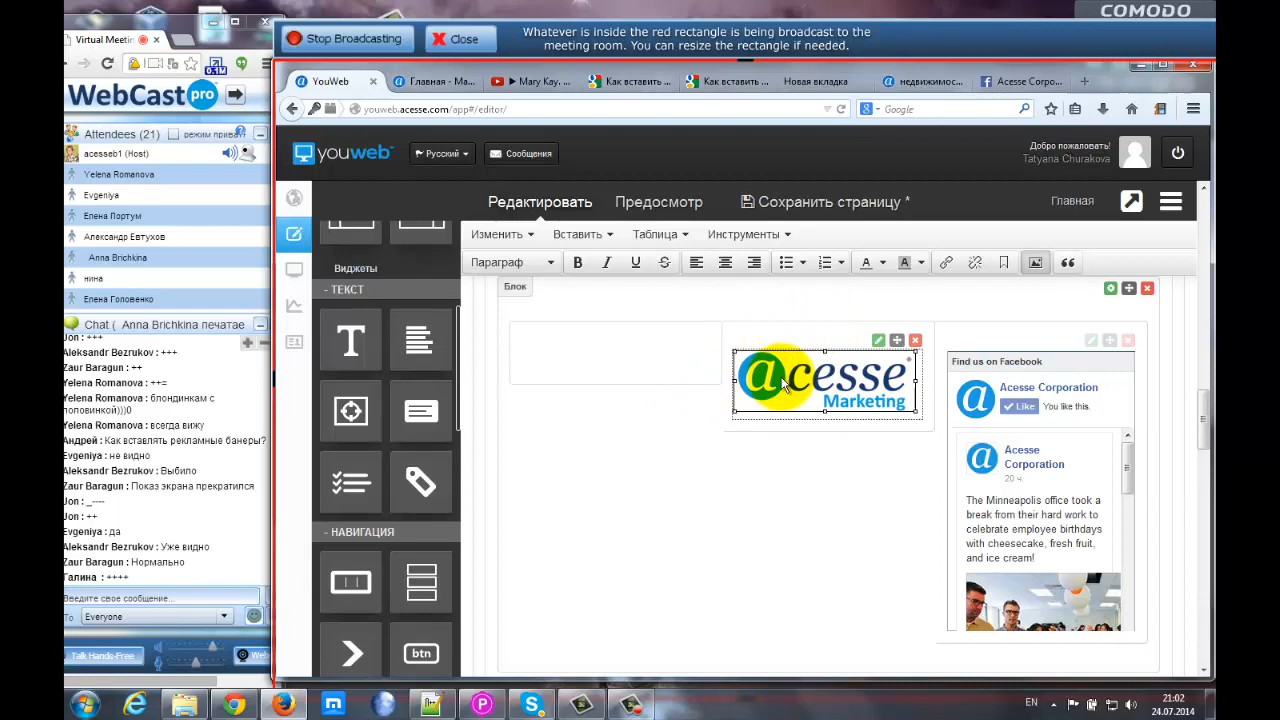 COMODO
Stop Broadcasting
Close
Whatever is inside the red rectangle is being broadcast to the
meeting room. You can resize the rectangle if needed.
Virtual Meeti
0.1M
WebCast pro
Attendees (21)
режим прива
acesseb1 (Host)
Yelena Romanova
Evgeniya
Елена Портум
Александр Евтухов
Anna Brichkina
нина
Елена Головенко
Chat ( Anna Brichkina печатае
Jon : +++
Aleksandr Bezrukov : +++
Yelena Romanova : ++=
Yelena Romanova : блондинкам с
половинкой)))0
Yelena Romanova : всегда вижу
Андрей : Как вставлять рекламные банеры?
Evgeniya : не видно
Aleksandr Bezrukov : Выбило
Zaur Baragun : Показ экрана прекратился
Jon : _----
Jon : ++
Evgeniya : да
Aleksandr Bezrukov : Уже видно
Zaur Baragun : Нормально
Галина : ++++
Введите свое сообщение...
To Everyone
Talk Hands-Free
Web
YouWeb
Главная - Ma...
Mary Kay, ...
Как вставить ...
Как вставить ...
Новая вкладка
недвижимос...
Acesse Corpo...
youweb.acesse.com/app#/editor/
Google
youweb
Русский
Сообщения
Добро пожаловать!
Tatyana Churakova
Редактировать
Предосмотр
Сохранить страницу *
Главная
Изменить
Вставить
Таблица
Инструменты
Параграф
B I U S
A A
Виджеты
- ТЕКСТ
T
- НАВИГАЦИЯ
btn
Блок
acesse
Marketing
Find us on Facebook
Acesse Corporation
Like
You like this.
Acesse
Corporation
20 ч.
The Minneapolis office took a
break from their hard work to
celebrate employee birthdays
with cheesecake, fresh fruit,
and ice cream!
EN
21:02
24.07.2014